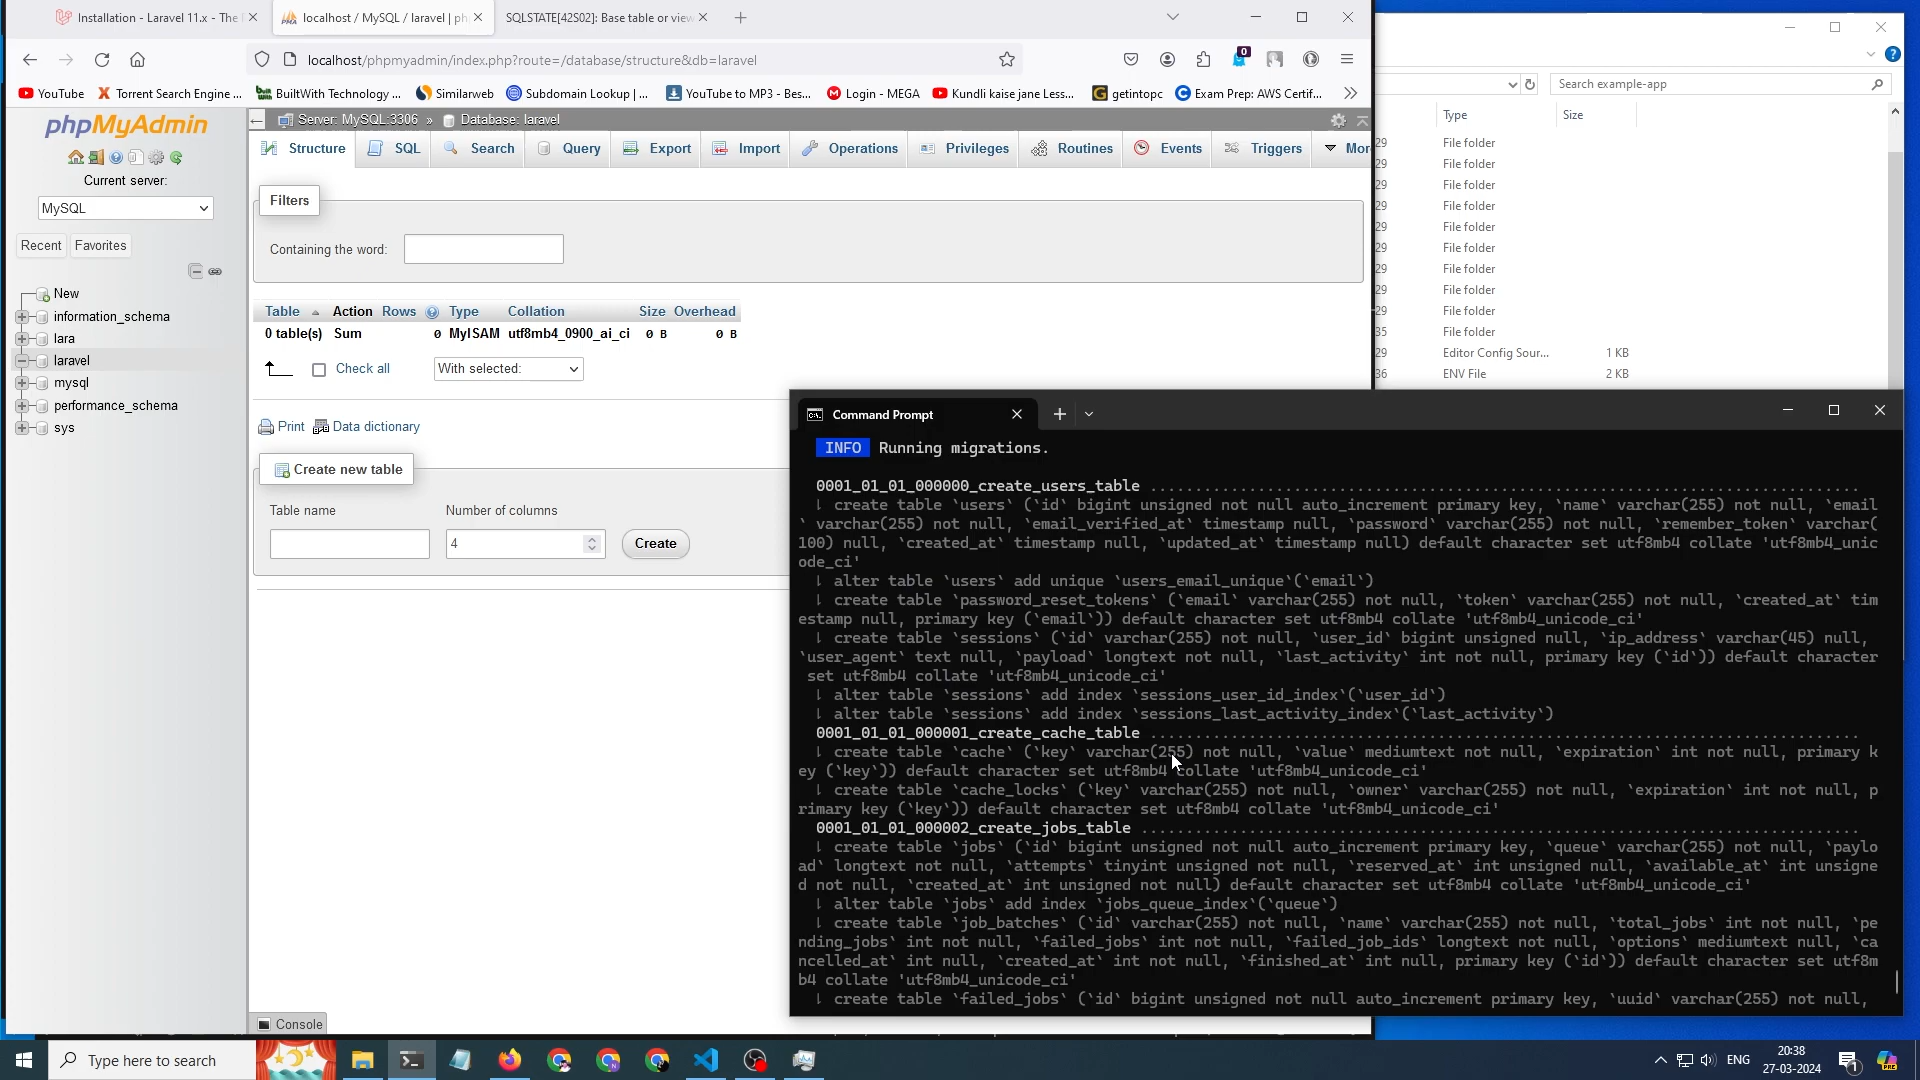 Installation - Laravel 11.x - The
localhost / MySQL / laravel | ph
SQLSTATE[42S02]: Base table or view
localhost/phpmyadmin/index.php?route=/database/structure&db=laravel
0
YouTube
Torrent Search Engine ...
BuiltWith Technology ...
Similarweb
Subdomain Lookup | ...
YouTube to MP3 - Bes...
Login - MEGA
Kundli kaise jane Less...
getintopc
Exam Prep: AWS Certif...
phpMyAdmin
Current server:
MySQL
Recent
Favorites
New
information_schema
lara
laravel
mysql
performance_schema
sys
Server: MySQL:3306 » Database: laravel
Structure
SQL
Search
Query
Export
Import
Operations
Privileges
Routines
Events
Triggers
Mor
Filters
Containing the word:
Table Action Rows Type Collation Size Overhead
0 table(s) Sum 0 MyISAM utf8mb4_0900_ai_ci 0 B 0 B
Check all
With selected:
Print
Data dictionary
Create new table
Table name
Number of columns
4
Create
Console
Search example-app
Type Size
29 File folder
29 File folder
29 File folder
29 File folder
29 File folder
29 File folder
29 File folder
29 File folder
29 File folder
35 File folder
29 Editor Config Sour... 1 KB
36 ENV File 2 KB
Command Prompt
INFO Running migrations.
0001_01_01_000000_create_users_table ...............................................................................
⇂ create table `users` (`id` bigint unsigned not null auto_increment primary key, `name` varchar(255) not null, `email
` varchar(255) not null, `email_verified_at` timestamp null, `password` varchar(255) not null, `remember_token` varchar(
100) null, `created_at` timestamp null, `updated_at` timestamp null) default character set utf8mb4 collate 'utf8mb4_unic
ode_ci'
⇂ alter table `users` add unique `users_email_unique`(`email`)
⇂ create table `password_reset_tokens` (`email` varchar(255) not null, `token` varchar(255) not null, `created_at` tim
estamp null, primary key (`email`)) default character set utf8mb4 collate 'utf8mb4_unicode_ci'
⇂ create table `sessions` (`id` varchar(255) not null, `user_id` bigint unsigned null, `ip_address` varchar(45) null,
`user_agent` text null, `payload` longtext not null, `last_activity` int not null, primary key (`id`)) default character
set utf8mb4 collate 'utf8mb4_unicode_ci'
⇂ alter table `sessions` add index `sessions_user_id_index`(`user_id`)
⇂ alter table `sessions` add index `sessions_last_activity_index`(`last_activity`)
0001_01_01_000001_create_cache_table ...............................................................................
⇂ create table `cache` (`key` varchar(255) not null, `value` mediumtext not null, `expiration` int not null, primary k
ey (`key`)) default character set utf8mb4 collate 'utf8mb4_unicode_ci'
⇂ create table `cache_locks` (`key` varchar(255) not null, `owner` varchar(255) not null, `expiration` int not null, p
rimary key (`key`)) default character set utf8mb4 collate 'utf8mb4_unicode_ci'
0001_01_01_000002_create_jobs_table ................................................................................
⇂ create table `jobs` (`id` bigint unsigned not null auto_increment primary key, `queue` varchar(255) not null, `paylo
ad` longtext not null, `attempts` tinyint unsigned not null, `reserved_at` int unsigned null, `available_at` int unsigne
d not null, `created_at` int unsigned not null) default character set utf8mb4 collate 'utf8mb4_unicode_ci'
⇂ alter table `jobs` add index `jobs_queue_index`(`queue`)
⇂ create table `job_batches` (`id` varchar(255) not null, `name` varchar(255) not null, `total_jobs` int not null, `pe
nding_jobs` int not null, `failed_jobs` int not null, `failed_job_ids` longtext not null, `options` mediumtext null, `ca
ncelled_at` int null, `created_at` int not null, `finished_at` int null, primary key (`id`)) default character set utf8m
b4 collate 'utf8mb4_unicode_ci'
⇂ create table `failed_jobs` (`id` bigint unsigned not null auto_increment primary key, `uuid` varchar(255) not null,
Type here to search
ENG
20:38
27-03-2024
1